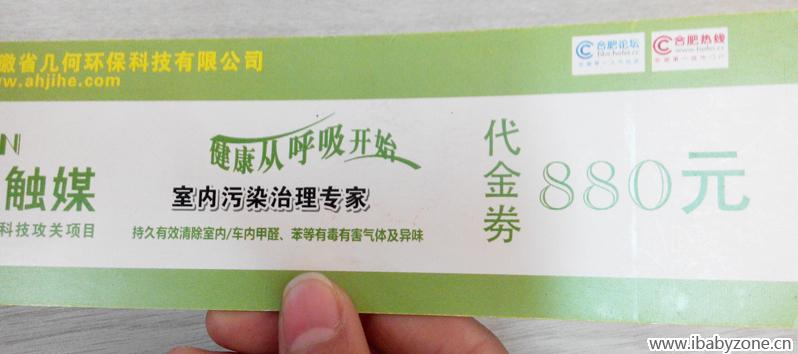 徽省几何环保科技有限公司
www.ahjihe.com
合肥论坛
合肥热线
N
触媒
科技攻关项目
健康从呼吸开始
室内污染治理专家
持久有效清除室内/车内甲醛、苯等有毒有害气体及异味
代金券
880元
www.ibabyzone.cn